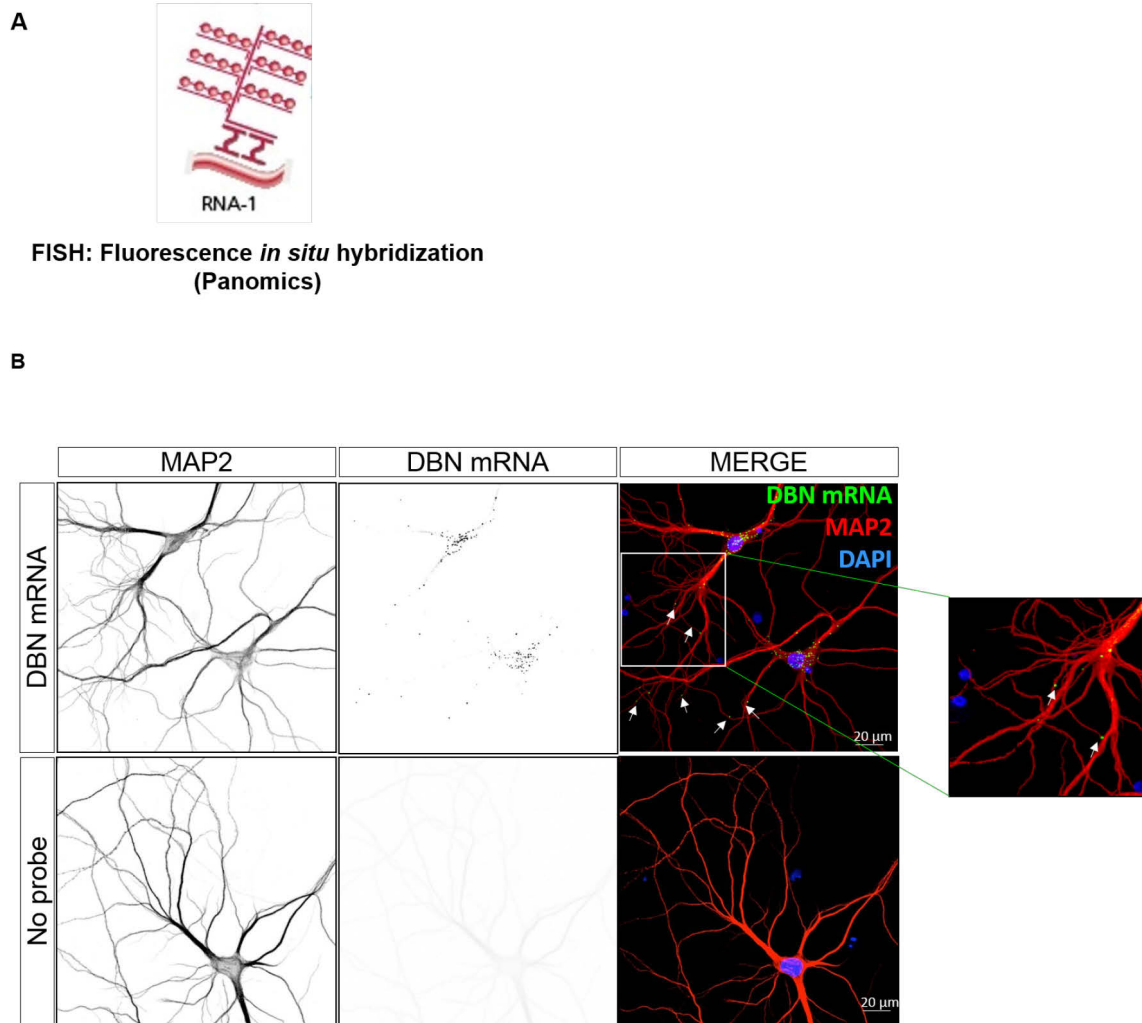 A
RNA-1
FISH: Fluorescence in situ hybridization
(Panomics)
B
MAP2
DBN mRNA
MERGE
DBN mRNA
DBN mRNA
MAP2
DAPI
20 µm
No probe
20 µm